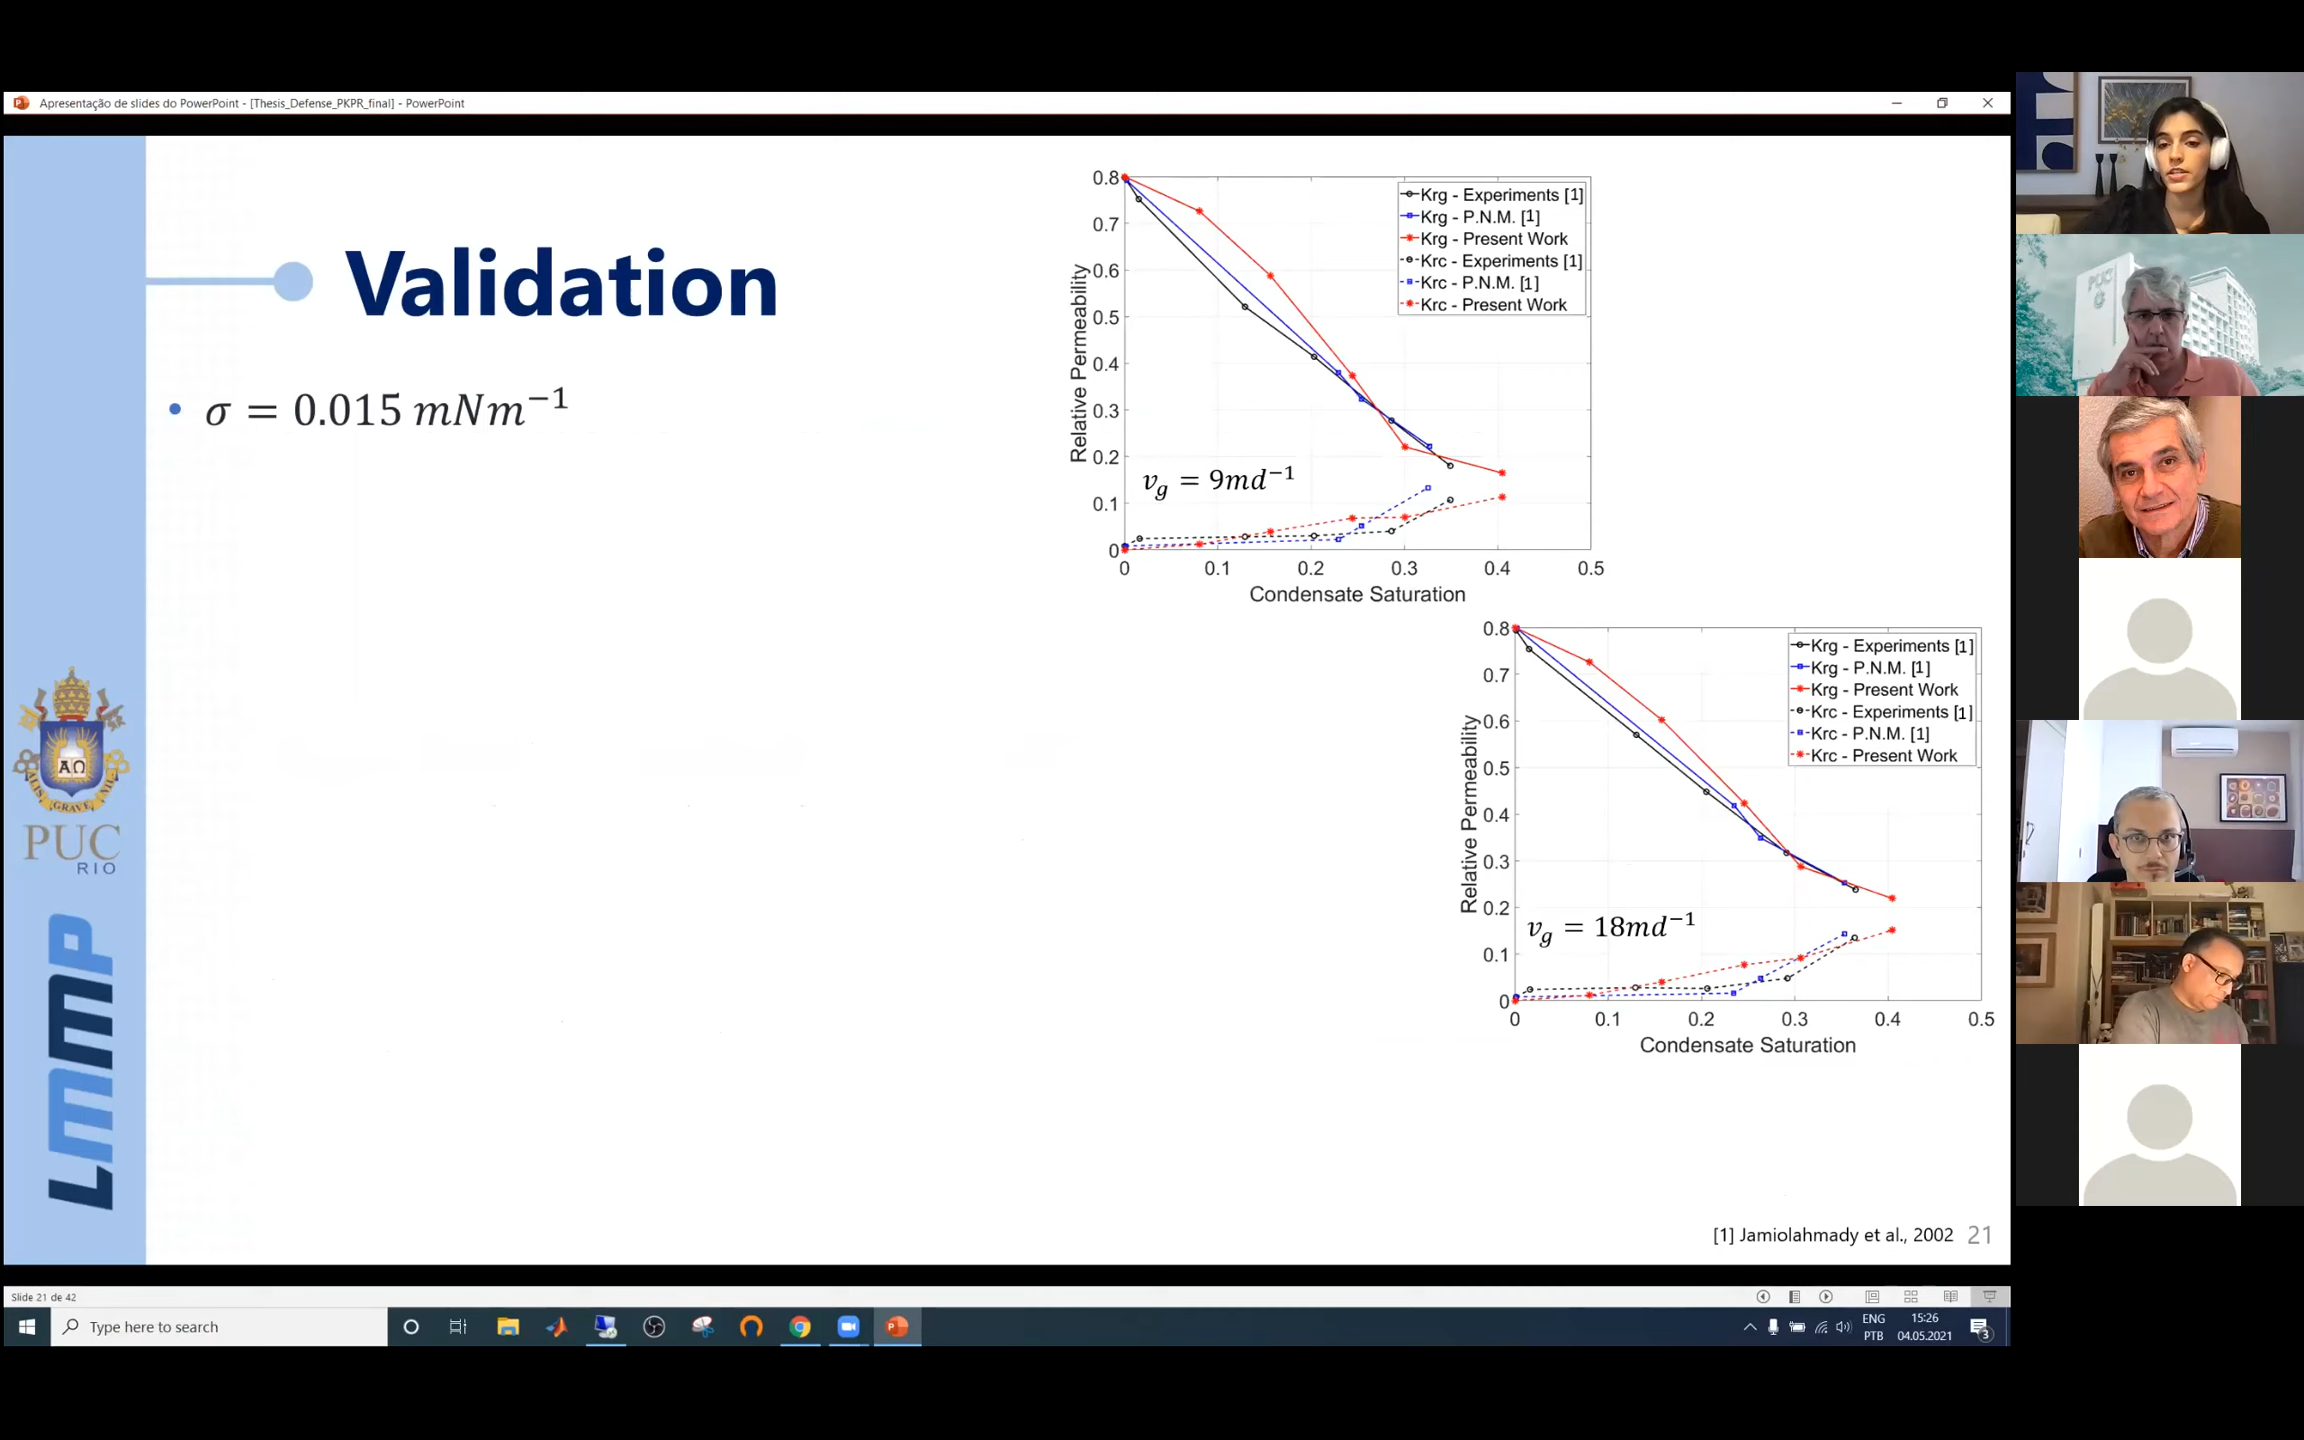 Apresentação de slides do PowerPoint - [Thesis_Defense_PKPR_final] - PowerPoint
Validation
• σ = 0.015 mNm⁻¹
0.8
0.7
0.6
0.5
0.4
0.3
0.2
0.1
0
Relative Permeability
Krg - Experiments [1]
Krg - P.N.M. [1]
Krg - Present Work
Krc - Experiments [1]
Krc - P.N.M. [1]
Krc - Present Work
v_g = 9md⁻¹
0 0.1 0.2 0.3 0.4 0.5
Condensate Saturation
0.8
0.7
0.6
0.5
0.4
0.3
0.2
0.1
0
Relative Permeability
Krg - Experiments [1]
Krg - P.N.M. [1]
Krg - Present Work
Krc - Experiments [1]
Krc - P.N.M. [1]
Krc - Present Work
v_g = 18md⁻¹
0 0.1 0.2 0.3 0.4 0.5
Condensate Saturation
ΑΩ
ALIS GRAVE NIL
PUC
RIO
LMMP
[1] Jamiolahmady et al., 2002 21
Slide 21 de 42
Type here to search
ENG
PTB
15:26
04.05.2021
3
PUC